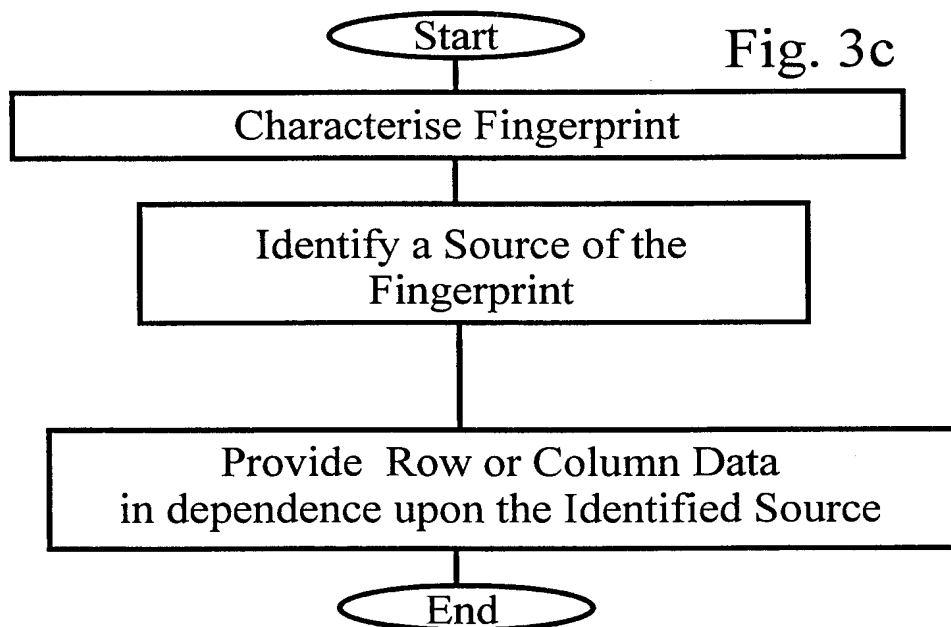 Start
Fig. 3c
Characterise Fingerprint
Identify a Source of the
Fingerprint
Provide Row or Column Data
in dependence upon the Identified Source
End